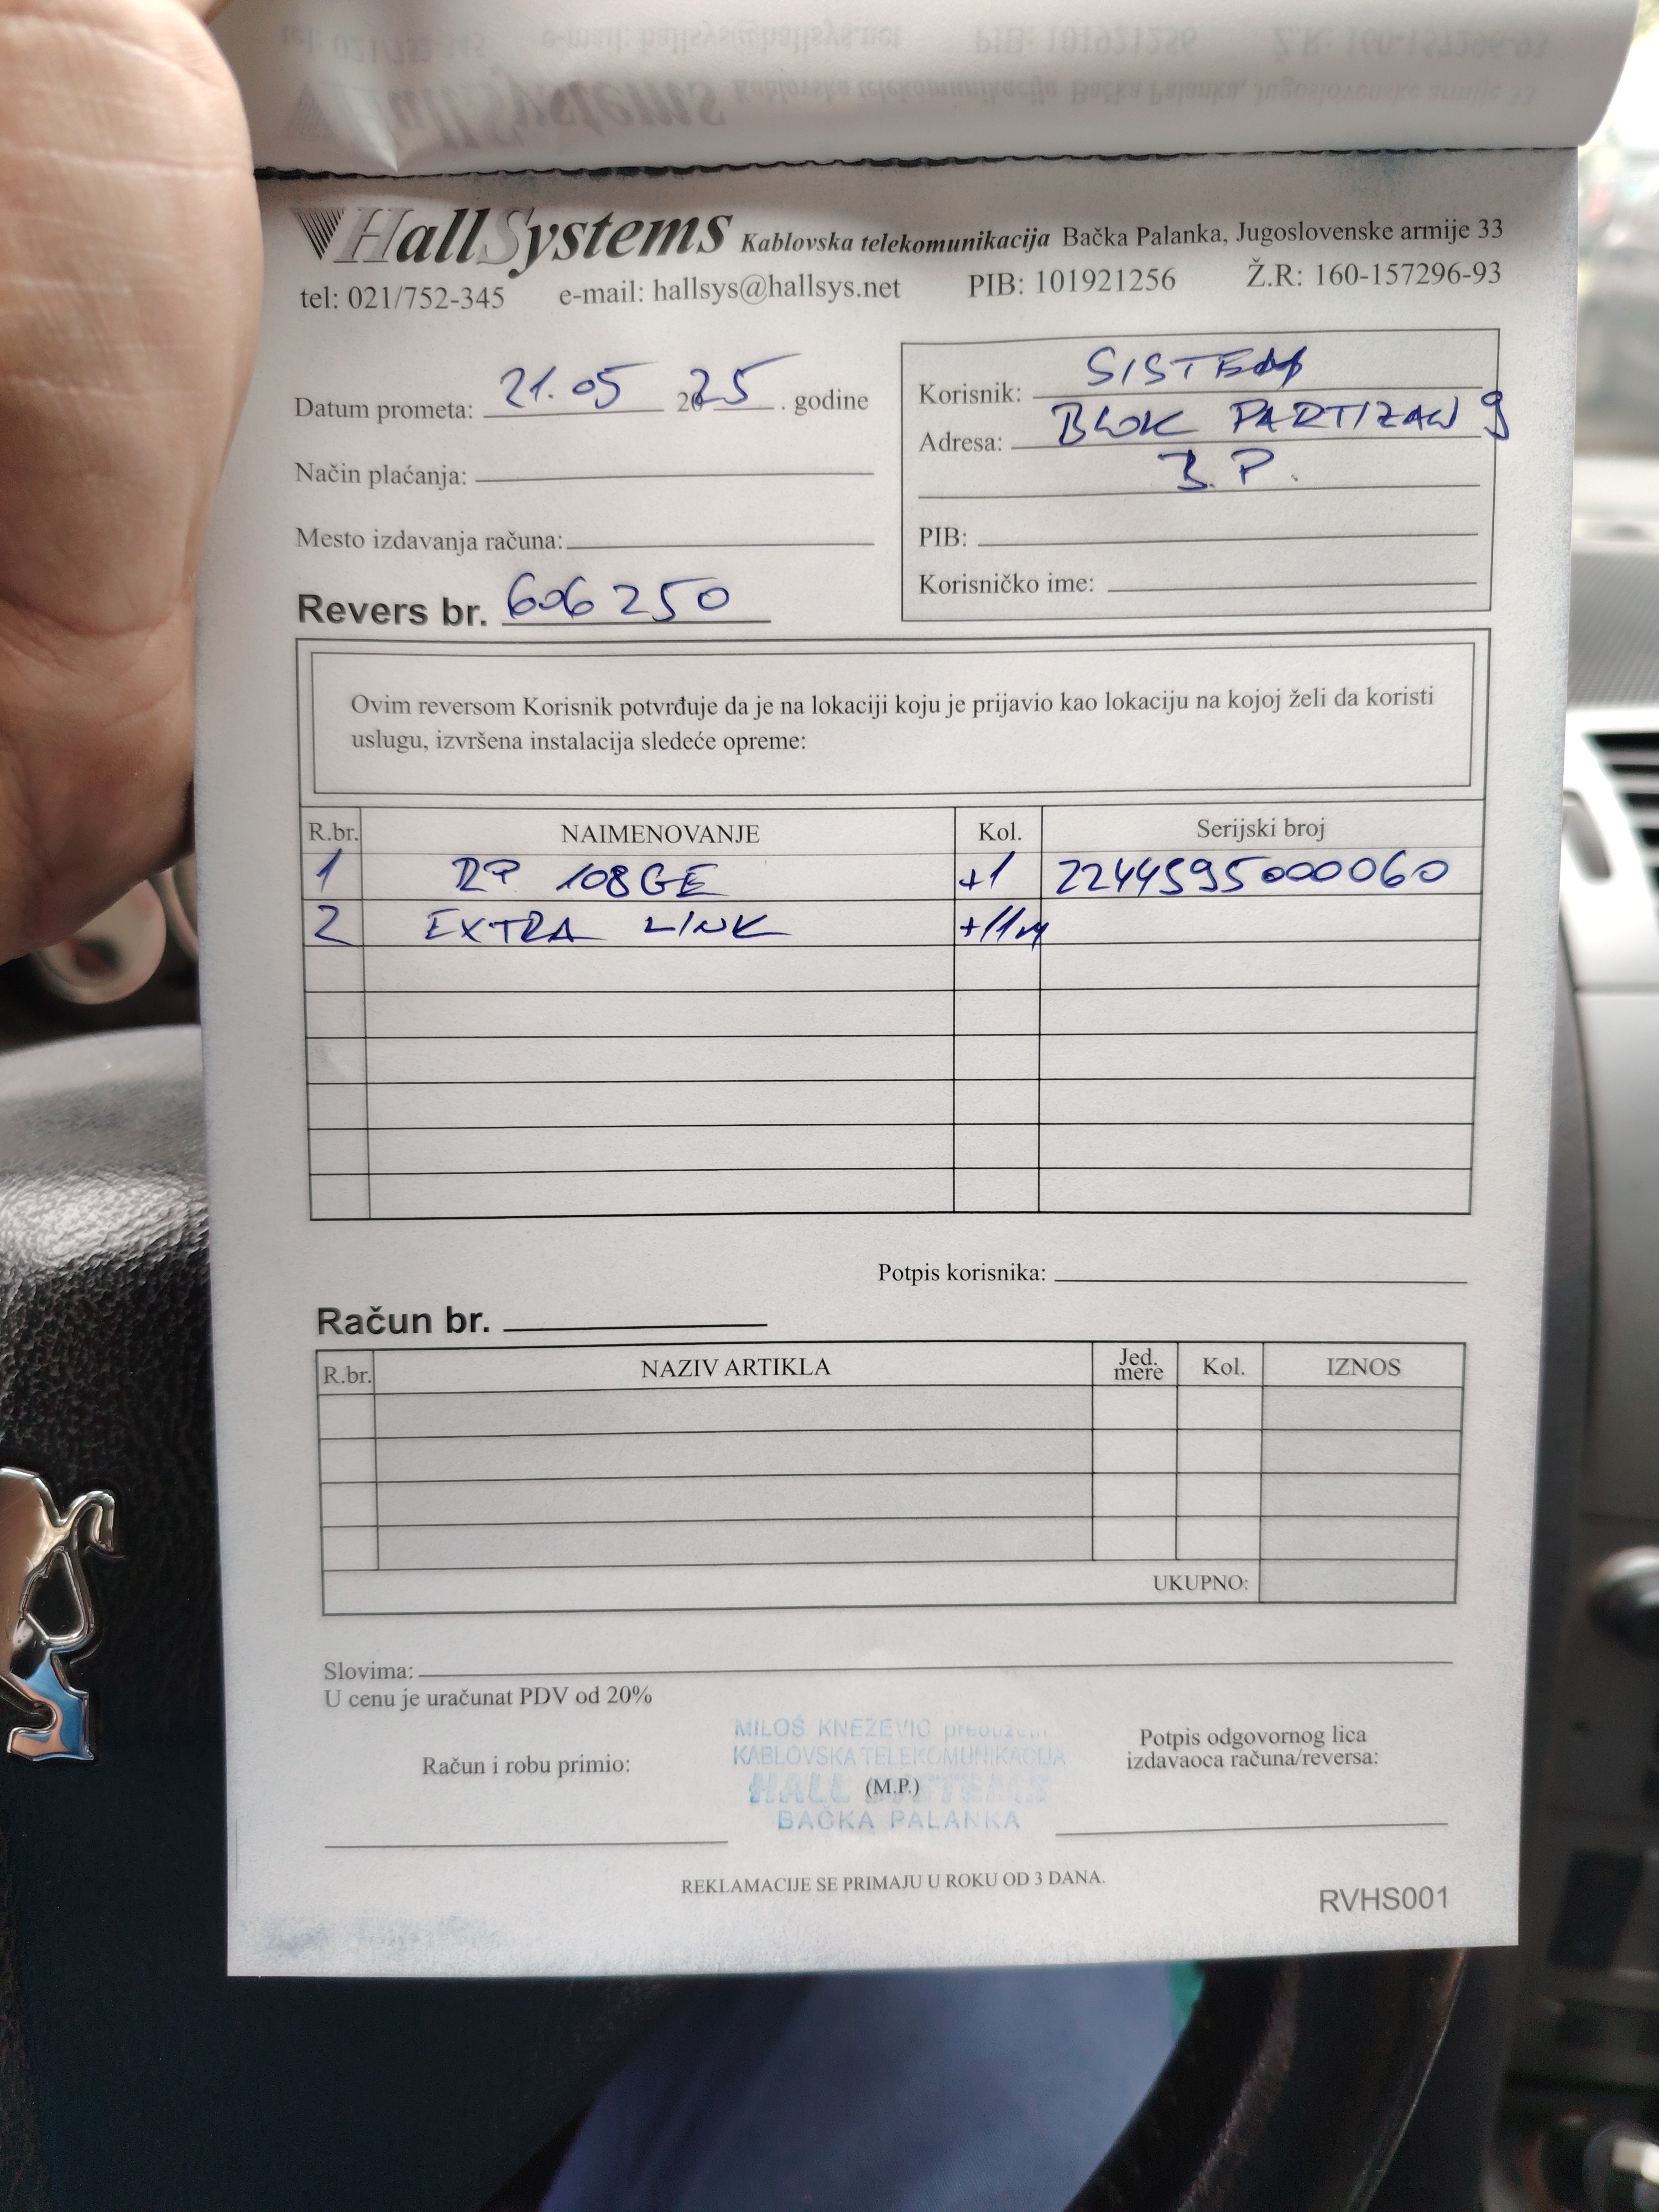 HallSystems Kablovska telekomunikacija Bačka Palanka, Jugoslovenske armije 33
tel: 021/752-345 e-mail: hallsys@hallsys.net PIB: 101921256 Ž.R: 160-157296-93
Datum prometa: 21.05 2025. godine
Način plaćanja:
Mesto izdavanja računa:
Revers br. 606250
Korisnik: SISTEM
Adresa: BLOK PARTIZAN 9
B.P.
PIB:
Korisničko ime:
Ovim reversom Korisnik potvrđuje da je na lokaciji koju je prijavio kao lokaciju na kojoj želi da koristi
uslugu, izvršena instalacija sledeće opreme:
R.br. NAIMENOVANJE Kol. Serijski broj
1 RP 108GE +1 2244595000060
2 EXTRA LINK +11m
Potpis korisnika:
Račun br.
R.br. NAZIV ARTIKLA Jed. mere Kol. IZNOS
UKUPNO:
Slovima:
U cenu je uračunat PDV od 20%
Račun i robu primio:
MILOŠ KNEŽEVIĆ preduzetn
KABLOVSKA TELEKOMUNIKACIJA
HALL SYSTEMS
(M.P.)
BAČKA PALANKA
Potpis odgovornog lica
izdavaoca računa/reversa:
REKLAMACIJE SE PRIMAJU U ROKU OD 3 DANA.
RVHS001